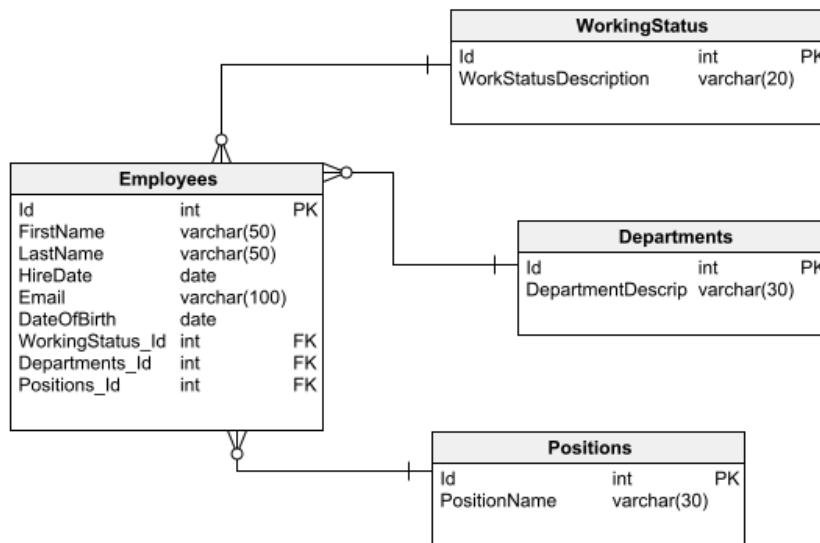 WorkingStatus
Id int PK
WorkStatusDescription varchar(20)
Employees
Id int PK
FirstName varchar(50)
LastName varchar(50)
HireDate date
Email varchar(100)
DateOfBirth date
WorkingStatus_Id int FK
Departments_Id int FK
Positions_Id int FK
Departments
Id int PK
DepartmentDescrip varchar(30)
Positions
Id int PK
PositionName varchar(30)